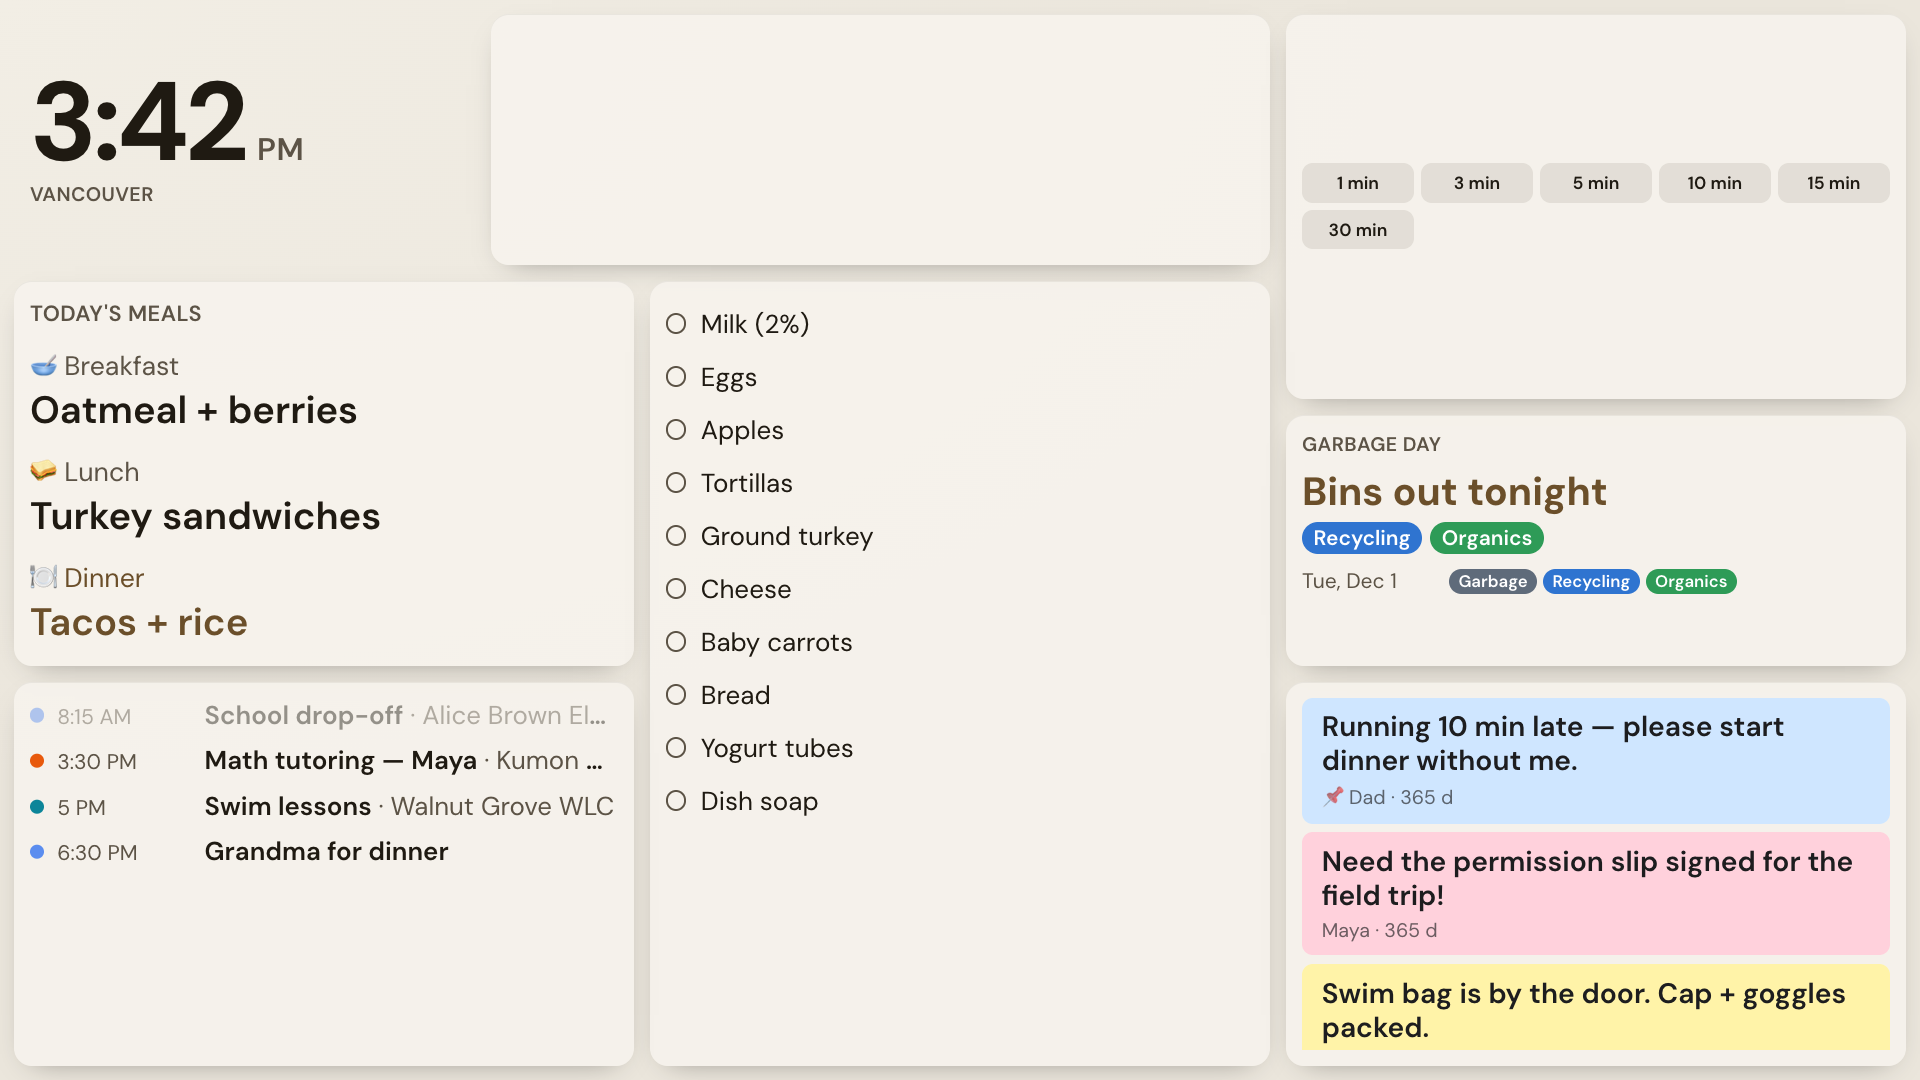 3:42 PM
VANCOUVER
1 min
3 min
5 min
10 min
15 min
30 min
TODAY'S MEALS
Breakfast
Oatmeal + berries
Lunch
Turkey sandwiches
Dinner
Tacos + rice
Milk (2%)
Eggs
Apples
Tortillas
Ground turkey
Cheese
Baby carrots
Bread
Yogurt tubes
Dish soap
GARBAGE DAY
Bins out tonight
Recycling Organics
Tue, Dec 1 Garbage Recycling Organics
8:15 AM School drop-off · Alice Brown El...
3:30 PM Math tutoring — Maya · Kumon ...
5 PM Swim lessons · Walnut Grove WLC
6:30 PM Grandma for dinner
Running 10 min late — please start
dinner without me.
Dad · 365 d
Need the permission slip signed for the
field trip!
Maya · 365 d
Swim bag is by the door. Cap + goggles
packed.